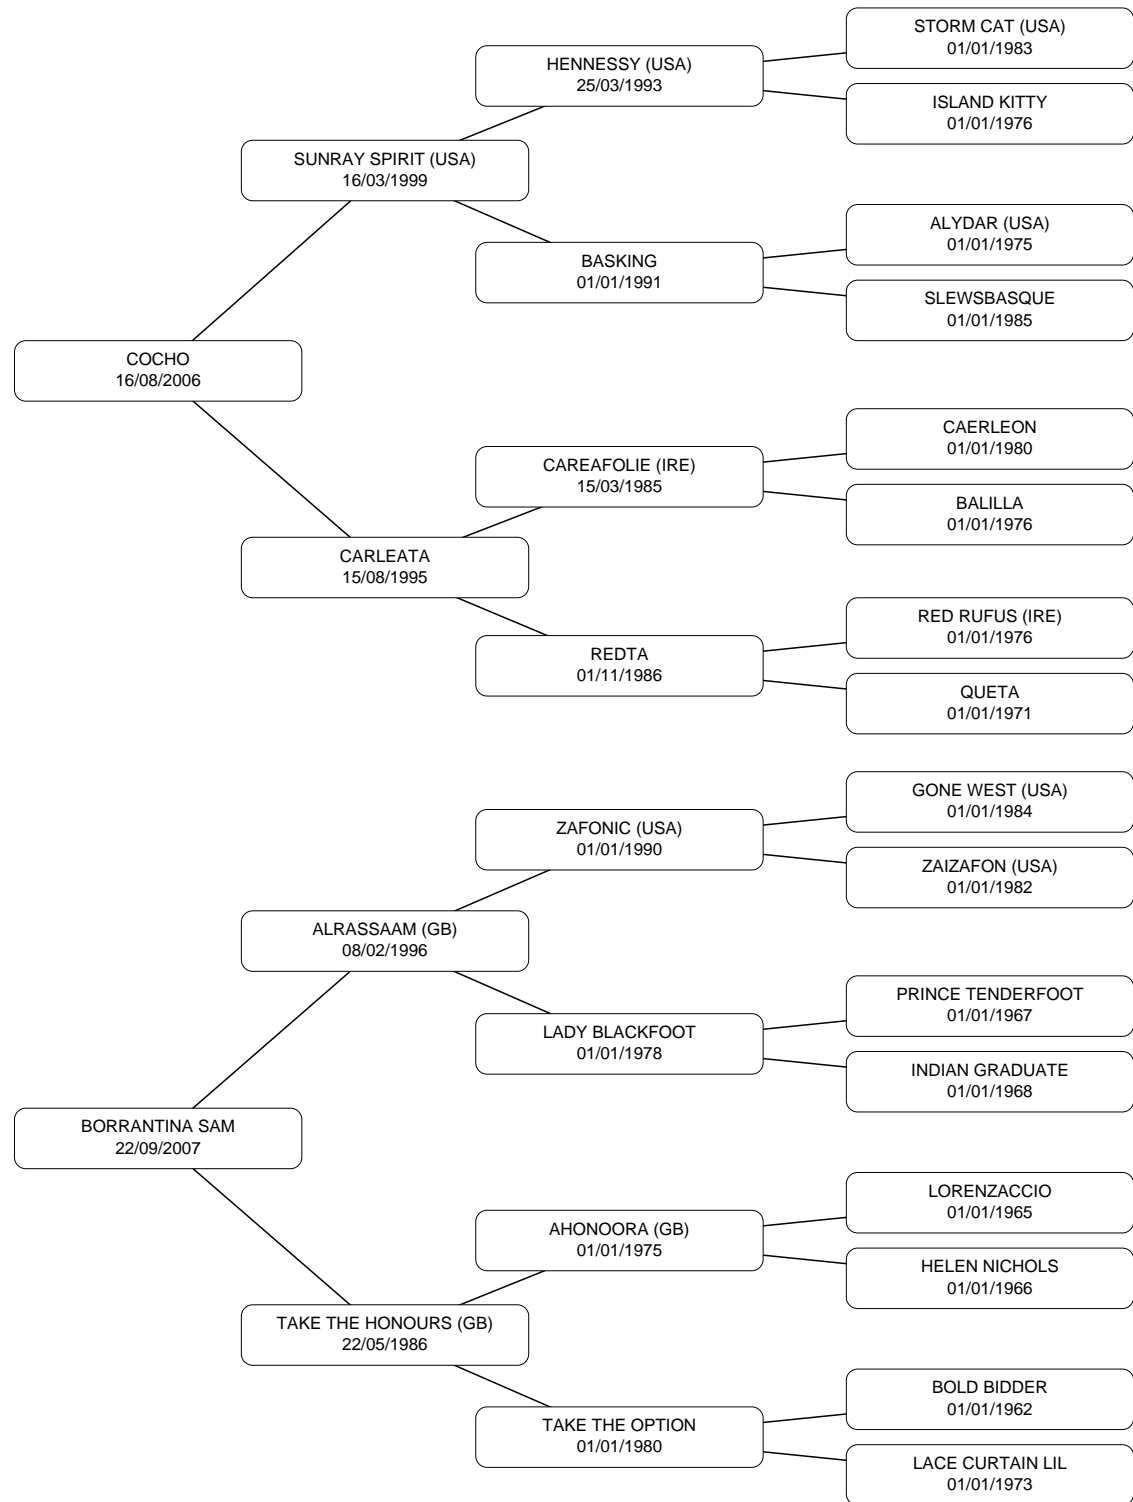 STORM CAT (USA)
01/01/1983
HENNESSY (USA)
25/03/1993
ISLAND KITTY
01/01/1976
SUNRAY SPIRIT (USA)
16/03/1999
ALYDAR (USA)
01/01/1975
BASKING
01/01/1991
SLEWSBASQUE
01/01/1985
COCHO
16/08/2006
CAERLEON
01/01/1980
CAREAFOLIE (IRE)
15/03/1985
BALILLA
01/01/1976
CARLEATA
15/08/1995
RED RUFUS (IRE)
01/01/1976
REDTA
01/11/1986
QUETA
01/01/1971
GONE WEST (USA)
01/01/1984
ZAFONIC (USA)
01/01/1990
ZAIZAFON (USA)
01/01/1982
ALRASSAAM (GB)
08/02/1996
PRINCE TENDERFOOT
01/01/1967
LADY BLACKFOOT
01/01/1978
INDIAN GRADUATE
01/01/1968
BORRANTINA SAM
22/09/2007
LORENZACCIO
01/01/1965
AHONOORA (GB)
01/01/1975
HELEN NICHOLS
01/01/1966
TAKE THE HONOURS (GB)
22/05/1986
BOLD BIDDER
01/01/1962
TAKE THE OPTION
01/01/1980
LACE CURTAIN LIL
01/01/1973